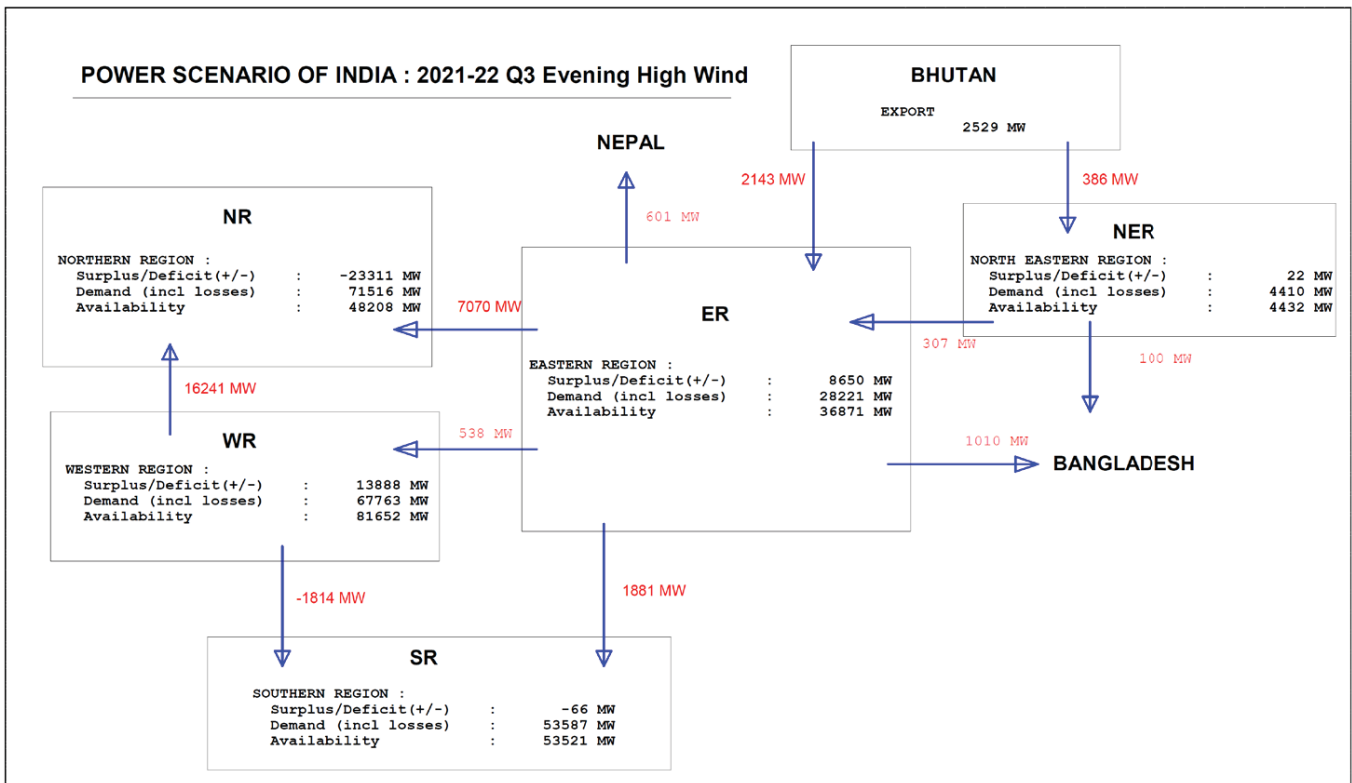 POWER SCENARIO OF INDIA : 2021-22 Q3 Evening High Wind
BHUTAN
EXPORT
2529 MW
NEPAL
2143 MW
386 MW
601 MW
NR
NORTHERN REGION :
Surplus/Deficit(+/-) : -23311 MW
Demand (incl losses) : 71516 MW
Availability : 48208 MW
NER
NORTH EASTERN REGION :
Surplus/Deficit(+/-) : 22 MW
Demand (incl losses) : 4410 MW
Availability : 4432 MW
7070 MW
ER
EASTERN REGION :
Surplus/Deficit(+/-) : 8650 MW
Demand (incl losses) : 28221 MW
Availability : 36871 MW
307 MW
100 MW
16241 MW
WR
WESTERN REGION :
Surplus/Deficit(+/-) : 13888 MW
Demand (incl losses) : 67763 MW
Availability : 81652 MW
538 MW
1010 MW
BANGLADESH
-1814 MW
1881 MW
SR
SOUTHERN REGION :
Surplus/Deficit(+/-) : -66 MW
Demand (incl losses) : 53587 MW
Availability : 53521 MW